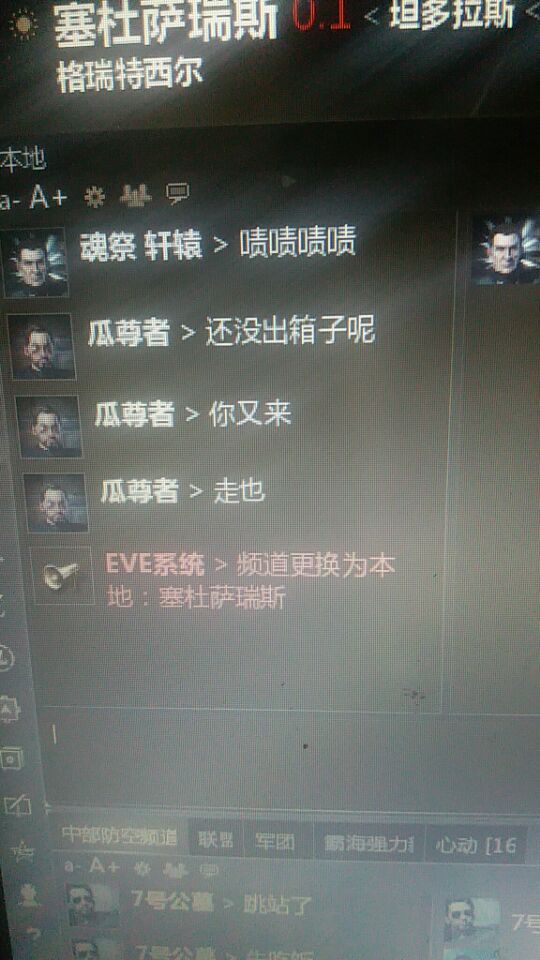 塞杜萨瑞斯 0.1 < 坦多拉斯 <
格瑞特西尔
本地
a- A+
魂祭 轩辕 > 啧啧啧啧
瓜尊者 > 还没出箱子呢
瓜尊者 > 你又来
瓜尊者 > 走也
EVE系统 > 频道更换为本
地：塞杜萨瑞斯
中部防空频道 联盟 军团 霸海强力 心动 [16
a- A+
7号公墓 > 跳站了
7号
7号公墓 >